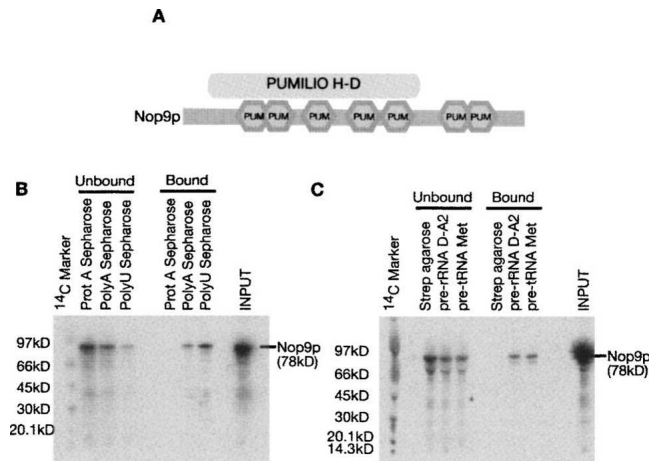 A
PUMILIO H-D
Nop9p
PUM PUM PUM PUM PUM PUM PUM
B
Unbound
Bound
14C Marker
Prot A Sepharose
PolyA Sepharose
PolyU Sepharose
Prot A Sepharose
PolyA Sepharose
PolyU Sepharose
INPUT
97kD
66kD
45kD
30kD
20.1kD
Nop9p
(78kD)
C
Unbound
Bound
14C Marker
Strep agarose
pre-rRNA D-A2
pre-tRNA Met
Strep agarose
pre-rRNA D-A2
pre-tRNA Met
INPUT
97kD
66kD
45kD
30kD
20.1kD
14.3kD
Nop9p
(78kD)